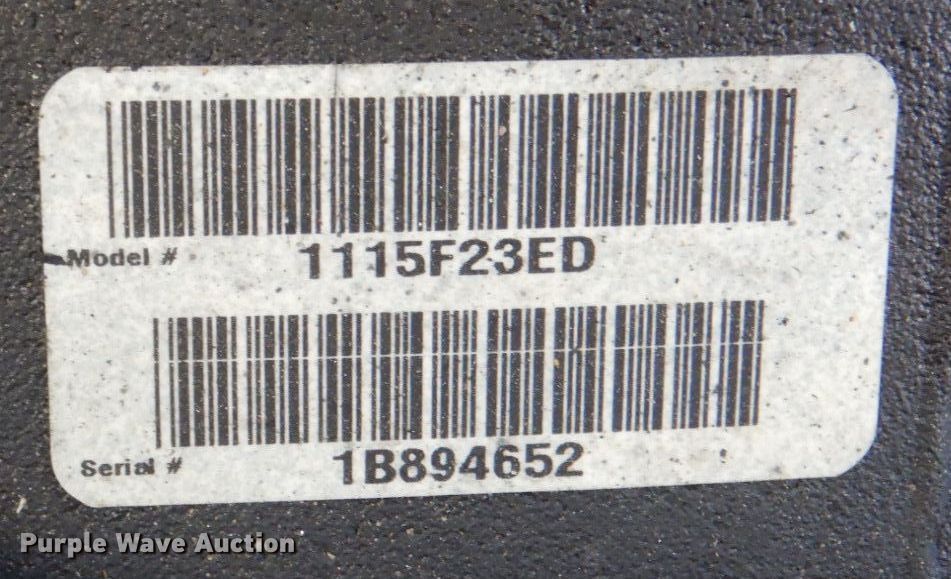 Model # 1115F23ED
Serial # 1B894652
Purple Wave Auction